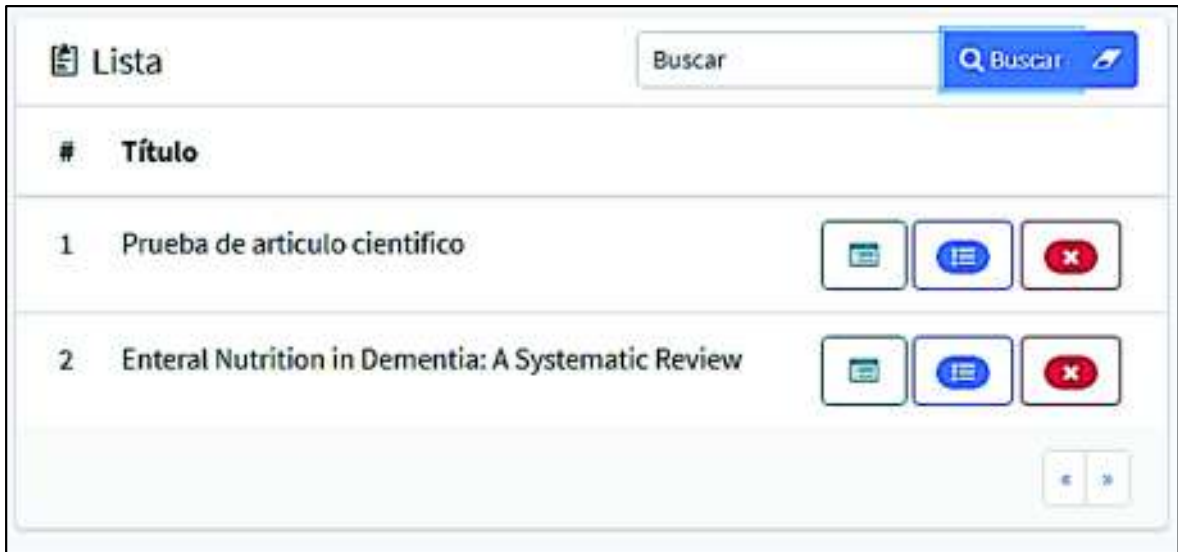 Lista
Buscar
Buscar
# Título
1 Prueba de articulo cientifico
2 Enteral Nutrition in Dementia: A Systematic Review
« »